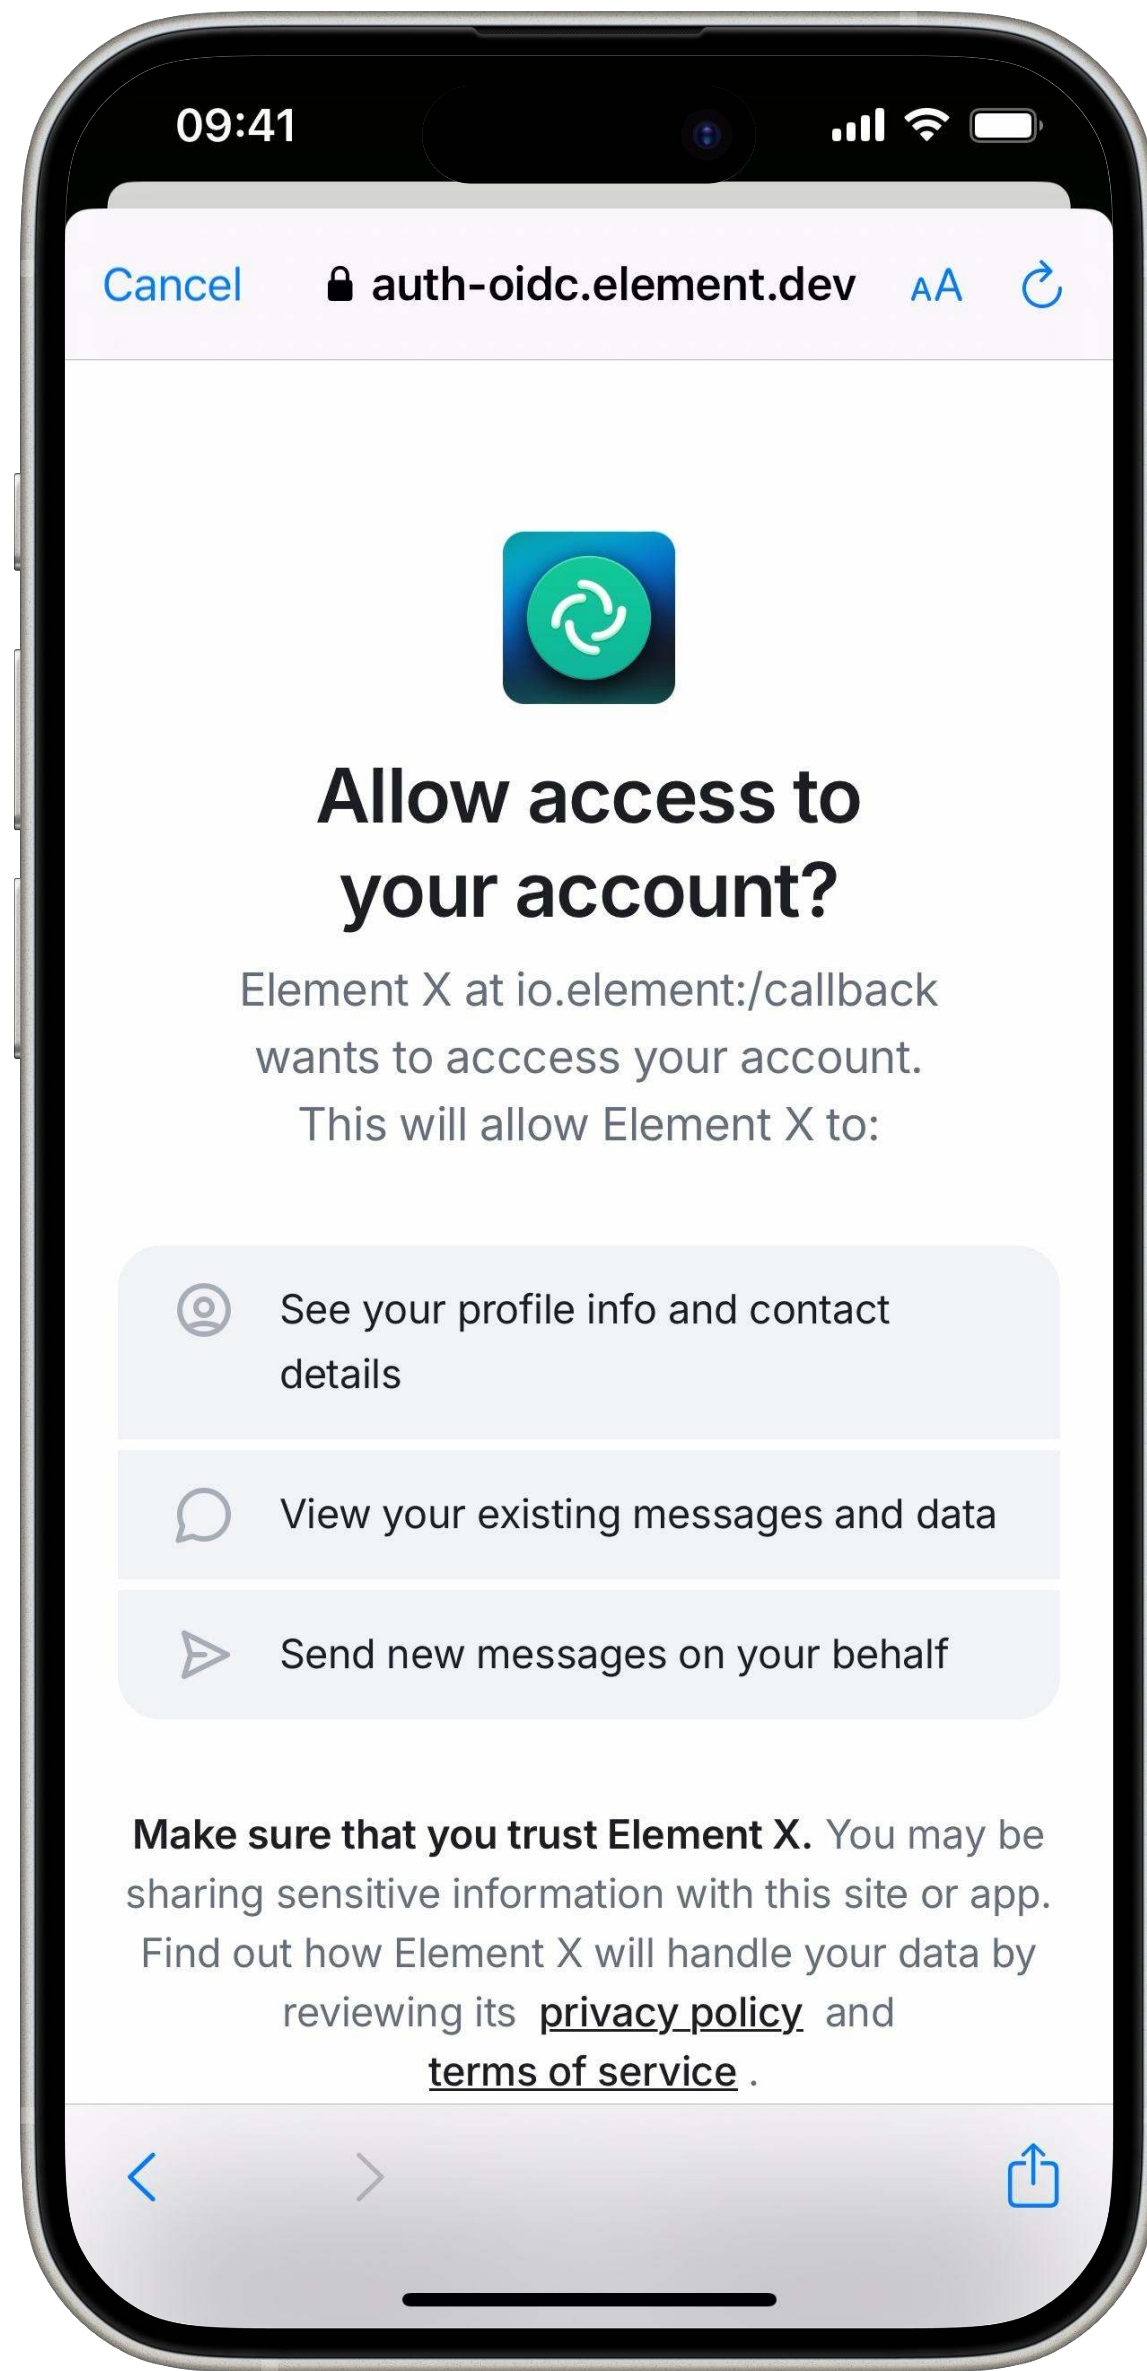 09:41
Cancel
auth-oidc.element.dev
AA
Allow access to
your account?
Element X at io.element:/callback
wants to acccess your account.
This will allow Element X to:
See your profile info and contact
details
View your existing messages and data
Send new messages on your behalf
Make sure that you trust Element X. You may be
sharing sensitive information with this site or app.
Find out how Element X will handle your data by
reviewing its privacy policy and
terms of service .